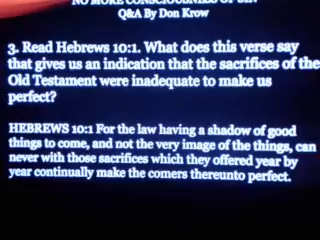 NO MORE CONSCIOUSNESS OF SIN
Q&A By Don Krow
3. Read Hebrews 10:1. What does this verse say
that gives us an indication that the sacrifices of the
Old Testament were inadequate to make us
perfect?
HEBREWS 10:1 For the law having a shadow of good
things to come, and not the very image of the things, can
never with those sacrifices which they offered year by
year continually make the comers thereunto perfect.